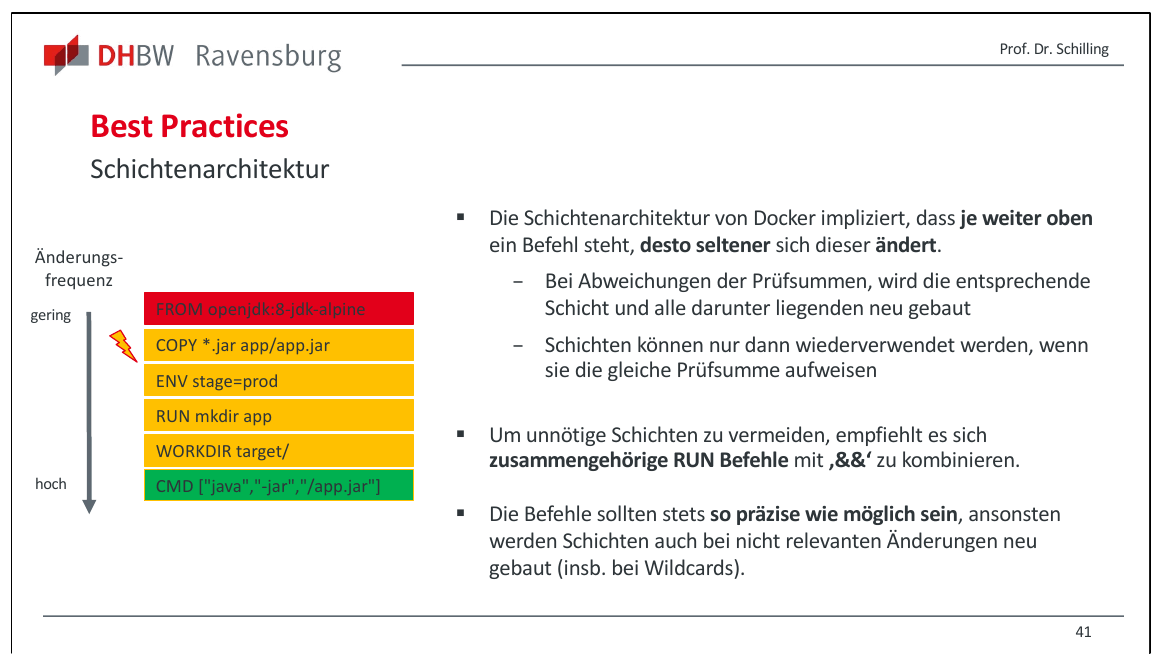 DHBW Ravensburg
Prof. Dr. Schilling
Best Practices
Schichtenarchitektur
Änderungs-
frequenz
gering
hoch
FROM openjdk:8-jdk-alpine
COPY *.jar app/app.jar
ENV stage=prod
RUN mkdir app
WORKDIR target/
CMD ["java","-jar","/app.jar"]
▪ Die Schichtenarchitektur von Docker impliziert, dass je weiter oben
ein Befehl steht, desto seltener sich dieser ändert.
− Bei Abweichungen der Prüfsummen, wird die entsprechende
Schicht und alle darunter liegenden neu gebaut
− Schichten können nur dann wiederverwendet werden, wenn
sie die gleiche Prüfsumme aufweisen
▪ Um unnötige Schichten zu vermeiden, empfiehlt es sich
zusammengehörige RUN Befehle mit ‚&&‘ zu kombinieren.
▪ Die Befehle sollten stets so präzise wie möglich sein, ansonsten
werden Schichten auch bei nicht relevanten Änderungen neu
gebaut (insb. bei Wildcards).
41